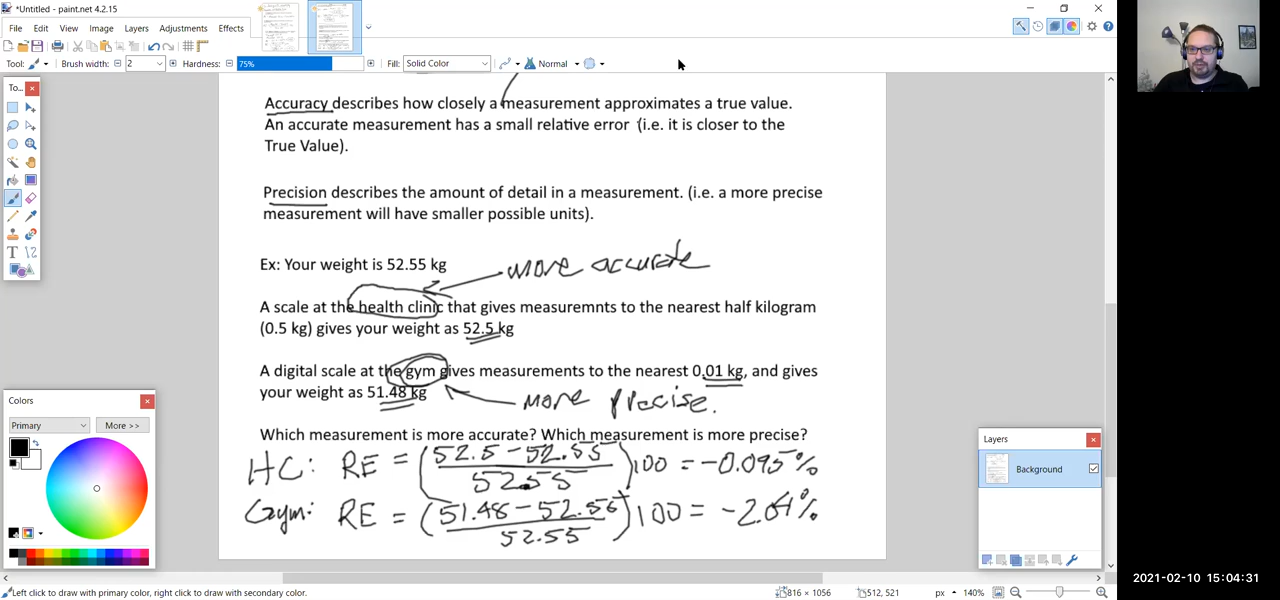 *Untitled - paint.net 4.2.15
File Edit View Image Layers Adjustments Effects
Tool: Brush width: 2 Hardness: 75% Fill: Solid Color Normal
To...
Accuracy describes how closely a measurement approximates a true value.
An accurate measurement has a small relative error (i.e. it is closer to the
True Value).
Precision describes the amount of detail in a measurement. (i.e. a more precise
measurement will have smaller possible units).
Ex: Your weight is 52.55 kg
more accurate
A scale at the health clinic that gives measuremnts to the nearest half kilogram
(0.5 kg) gives your weight as 52.5 kg
A digital scale at the gym gives measurements to the nearest 0.01 kg, and gives
your weight as 51.48 kg
more precise.
Which measurement is more accurate? Which measurement is more precise?
HC: RE = (52.5 - 52.55 / 52.55) 100 = -0.095%
Gym: RE = (51.48 - 52.55 / 52.55) 100 = -2.04%
Colors
Primary
More >>
Layers
Background
Left click to draw with primary color, right click to draw with secondary color.
816 × 1056
512, 521
px
140%
2021-02-10 15:04:31